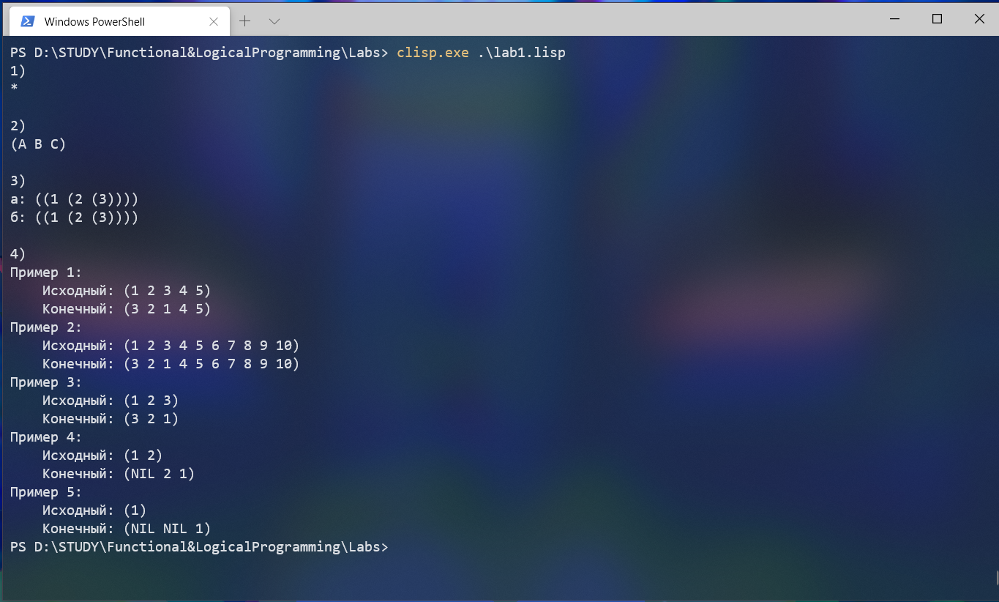 Windows PowerShell
PS D:\STUDY\Functional&LogicalProgramming\Labs> clisp.exe .\lab1.lisp
1)
*
2)
(A B C)
3)
а: ((1 (2 (3))))
б: ((1 (2 (3))))
4)
Пример 1:
Исходный: (1 2 3 4 5)
Конечный: (3 2 1 4 5)
Пример 2:
Исходный: (1 2 3 4 5 6 7 8 9 10)
Конечный: (3 2 1 4 5 6 7 8 9 10)
Пример 3:
Исходный: (1 2 3)
Конечный: (3 2 1)
Пример 4:
Исходный: (1 2)
Конечный: (NIL 2 1)
Пример 5:
Исходный: (1)
Конечный: (NIL NIL 1)
PS D:\STUDY\Functional&LogicalProgramming\Labs>